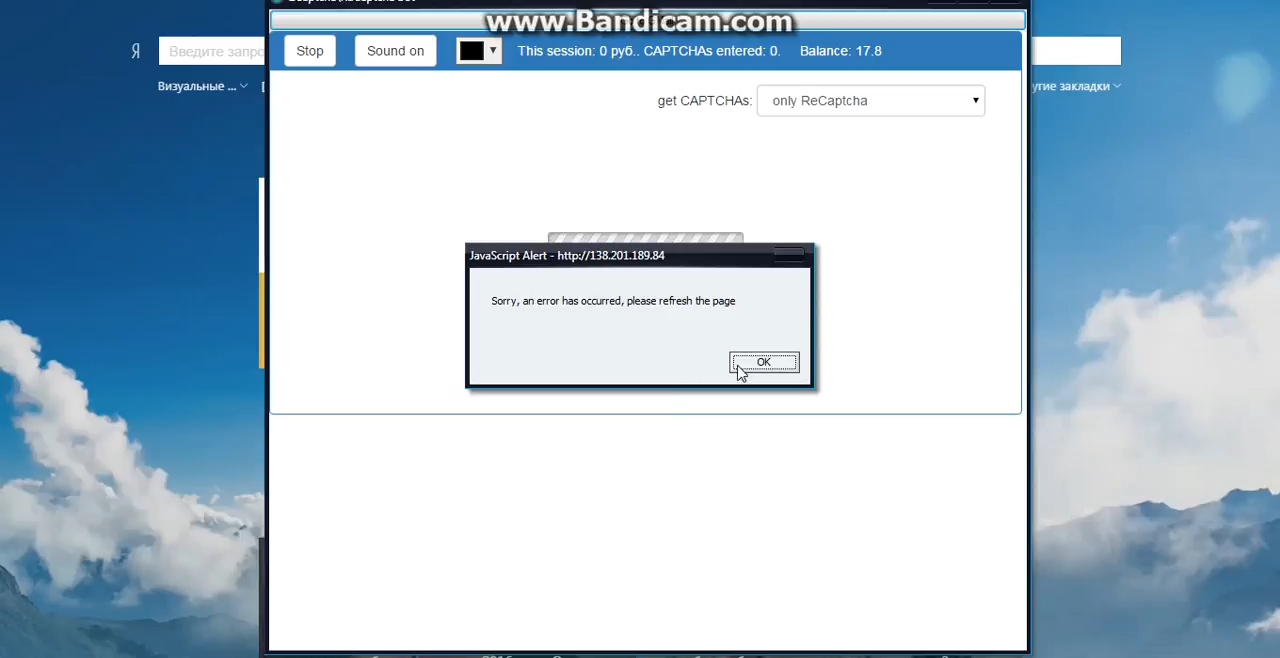 www.Bandicam.com
Я
Введите запро
Stop
Sound on
This session: 0 руб.. CAPTCHAs entered: 0.
Balance: 17.8
Визуальные ...
угие закладки
get CAPTCHAs:
only ReCaptcha
JavaScript Alert - http://138.201.189.84
Sorry, an error has occurred, please refresh the page
OK